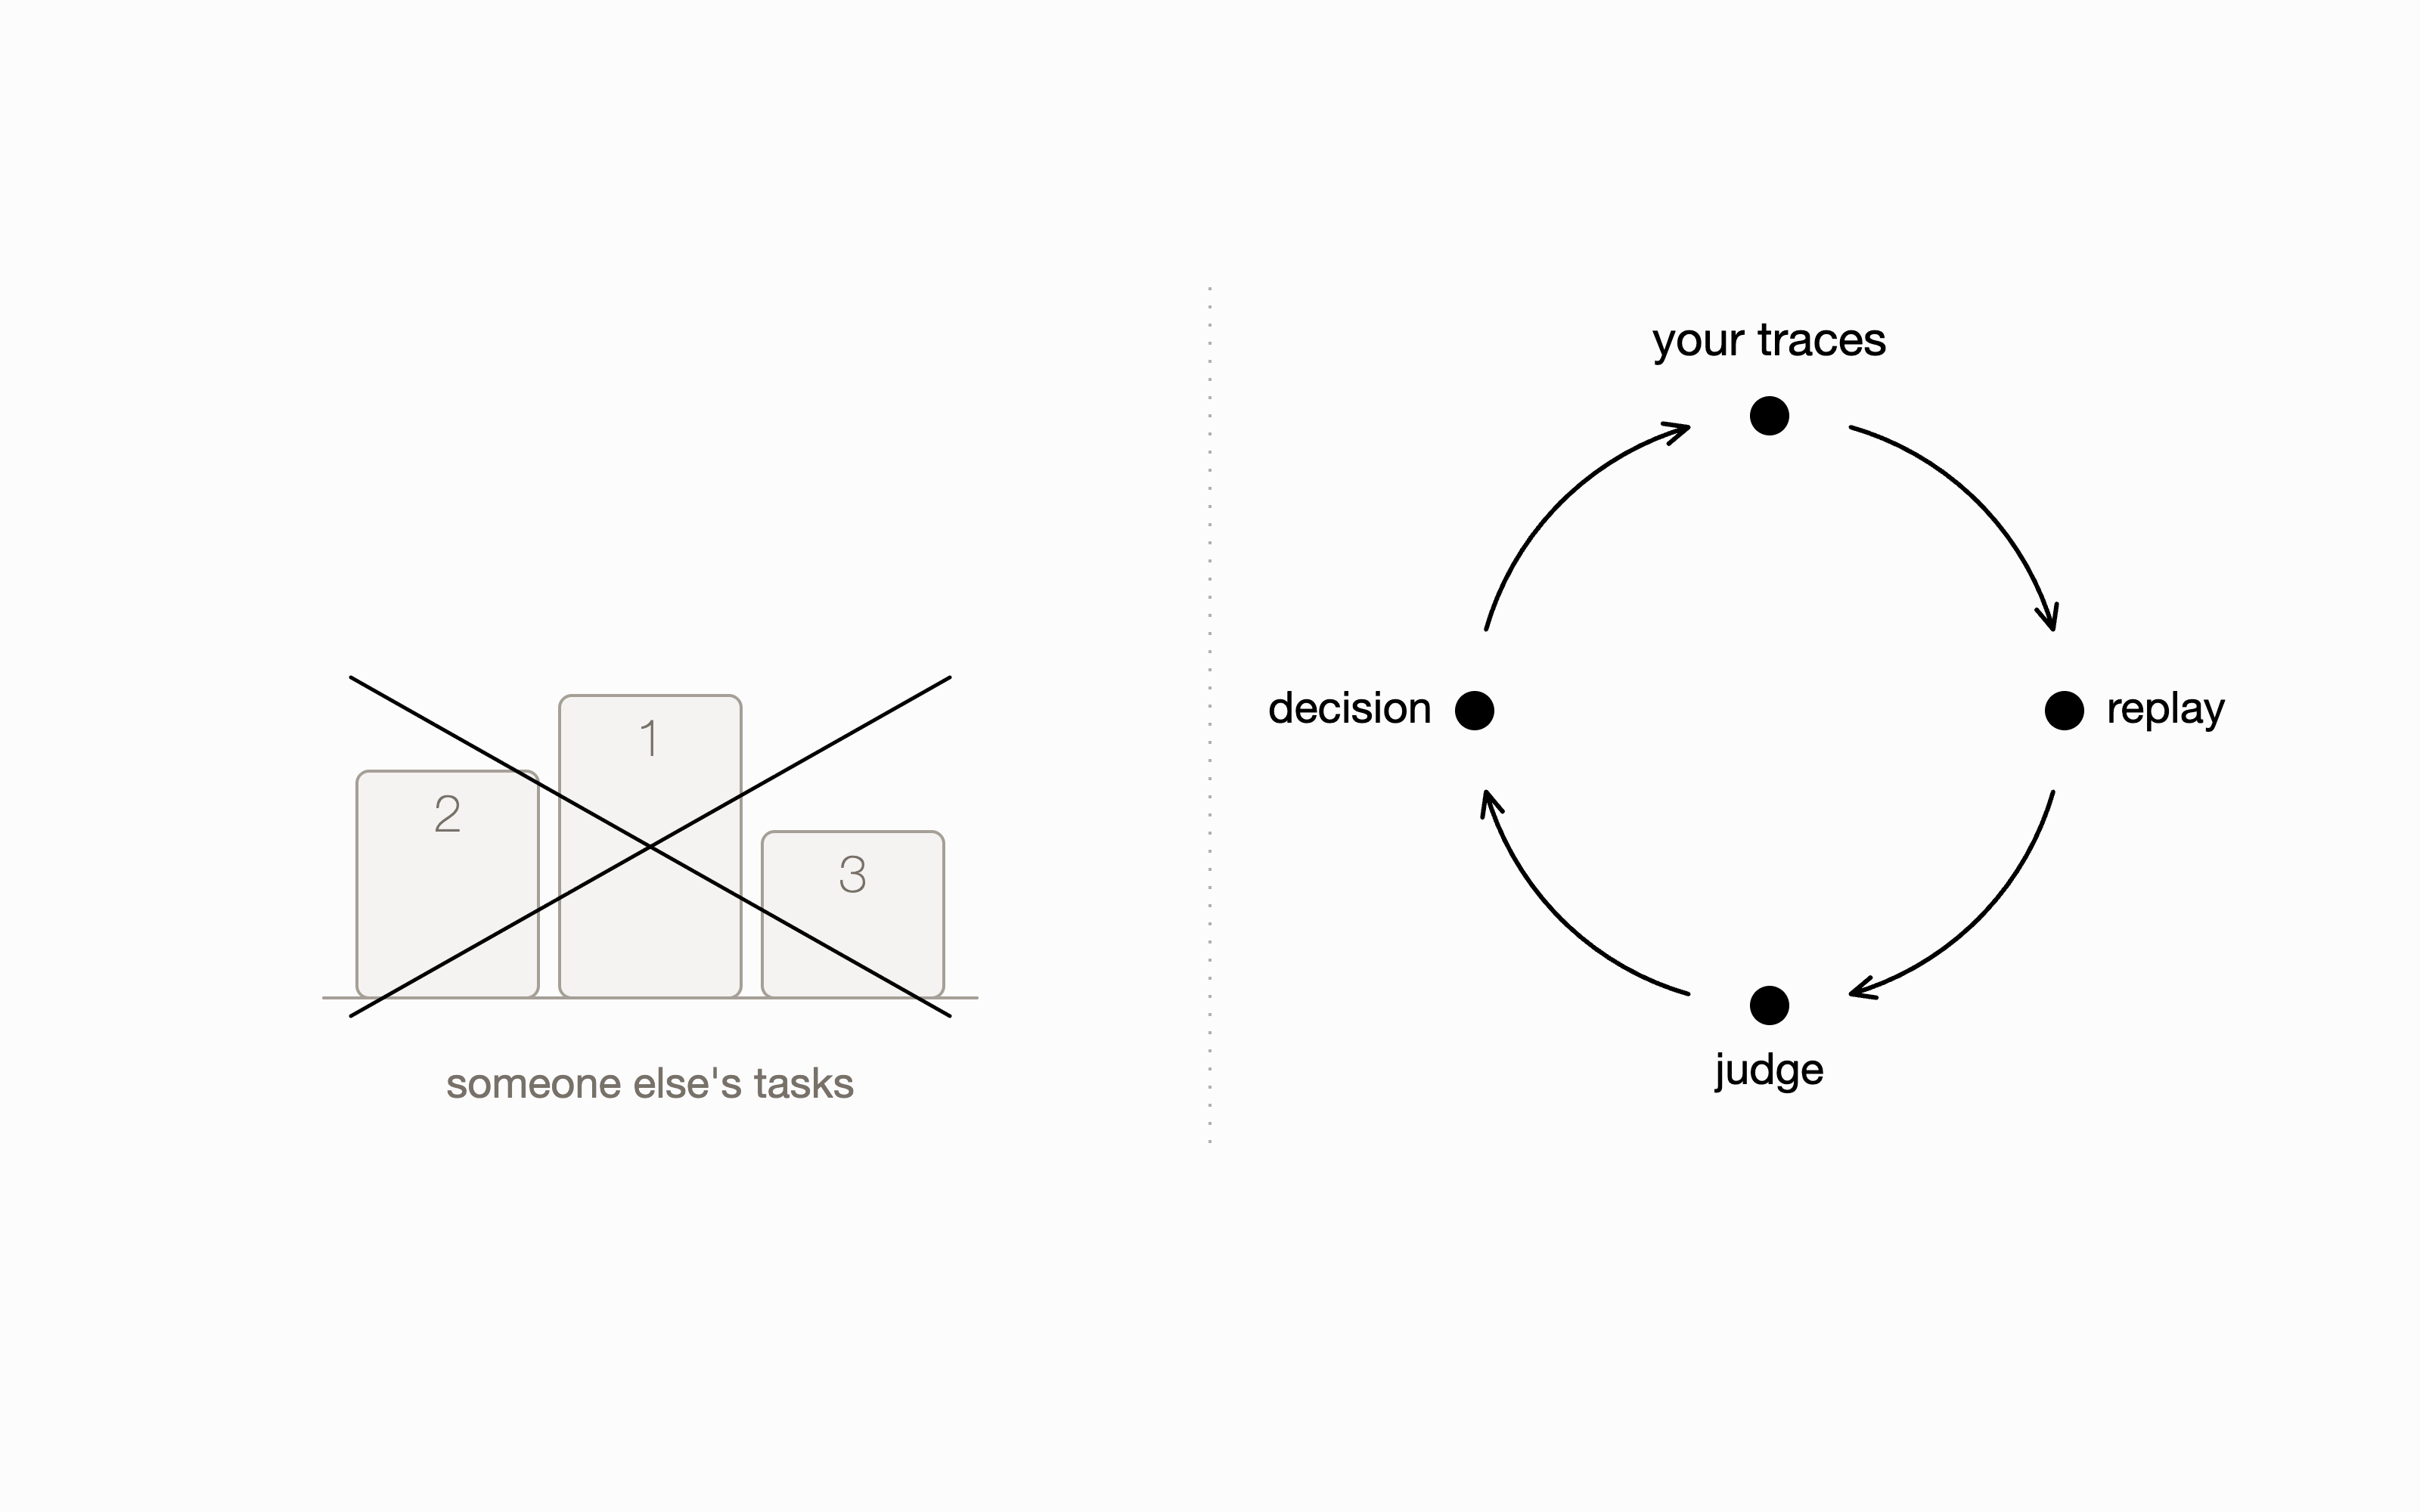 2
1
3
someone else's tasks
your traces
decision
replay
judge